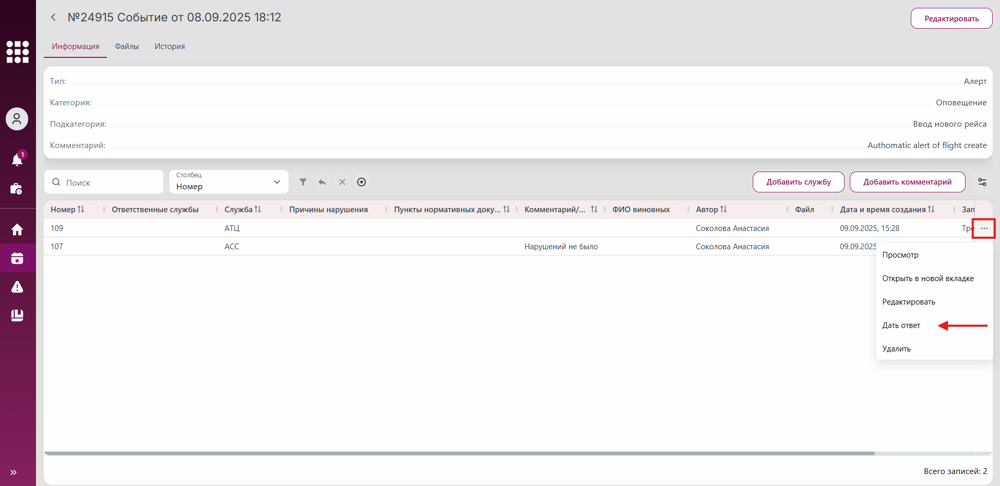 №24915 Событие от 08.09.2025 18:12
Редактировать
Информация Файлы История
Тип: Алерт
Категория: Оповещение
Подкатегория: Ввод нового рейса
Комментарий: Authomatic alert of flight create
1
Поиск
Столбец
Номер
Добавить службу Добавить комментарий
Номер Ответственные службы Служба Причины нарушения Пункты нормативных доку... Комментарий/... ФИО виновных Автор Файл Дата и время создания Зап
109 АТЦ Соколова Анастасия 09.09.2025, 15:28 Тре
107 АСС Нарушений не было Соколова Анастасия 09.09.2025
Просмотр
Открыть в новой вкладке
Редактировать
Дать ответ
Удалить
Всего записей: 2